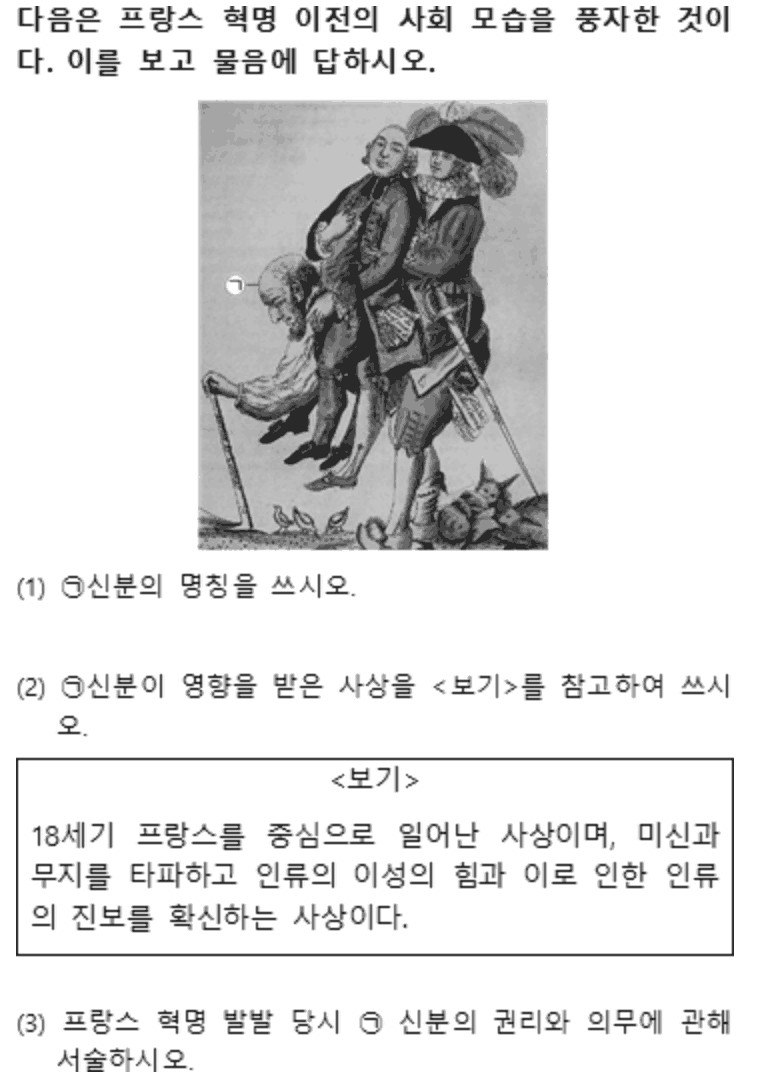 다음은 프랑스 혁명 이전의 사회 모습을 풍자한 것이
다. 이를 보고 물음에 답하시오.
㉠
(1) ㉠신분의 명칭을 쓰시오.
(2) ㉠신분이 영향을 받은 사상을 <보기>를 참고하여 쓰시
오.
<보기>
18세기 프랑스를 중심으로 일어난 사상이며, 미신과
무지를 타파하고 인류의 이성의 힘과 이로 인한 인류
의 진보를 확신하는 사상이다.
(3) 프랑스 혁명 발발 당시 ㉠ 신분의 권리와 의무에 관해
서술하시오.